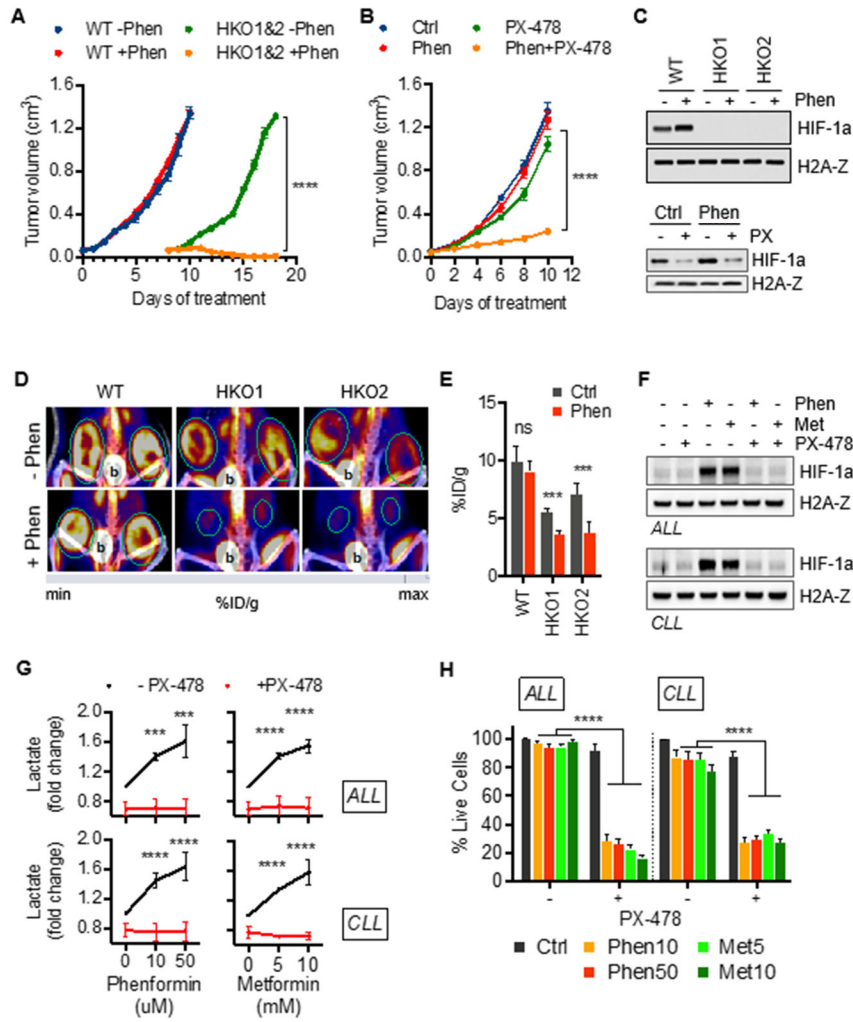 A
WT -Phen
HKO1&2 -Phen
WT +Phen
HKO1&2 +Phen
Tumor volume (cm3)
1.6
1.2
0.8
0.4
0.0
0
5
10
15
20
****
Days of treatment
B
Ctrl
PX-478
Phen
Phen+PX-478
Tumor volume (cm3)
1.6
1.2
0.8
0.4
0.0
0 2 4 6 8 10 12
****
Days of treatment
C
WT
HKO1
HKO2
- + - + - + Phen
HIF-1a
H2A-Z
Ctrl Phen
- + - + PX
HIF-1a
H2A-Z
D
WT HKO1 HKO2
- Phen
b b b
+ Phen
b b b
min max
%ID/g
E
Ctrl
Phen
%ID/g
15
10
5
0
ns
***
***
WT
HKO1
HKO2
F
- - + - + - Phen
- - - + - + Met
- + - - + + PX-478
HIF-1a
H2A-Z
ALL
HIF-1a
H2A-Z
CLL
G
- PX-478 +PX-478
Lactate
(fold change)
2.0
1.6
1.2
0.8
*** ***
**** ****
ALL
Lactate
(fold change)
2.0
1.6
1.2
0.8
**** ****
**** ****
CLL
0 10 50
Phenformin
(uM)
0 5 10
Metformin
(mM)
H
ALL
CLL
**** ****
% Live Cells
100
80
60
40
20
0
- + - +
PX-478
Ctrl Phen10 Met5
Phen50 Met10